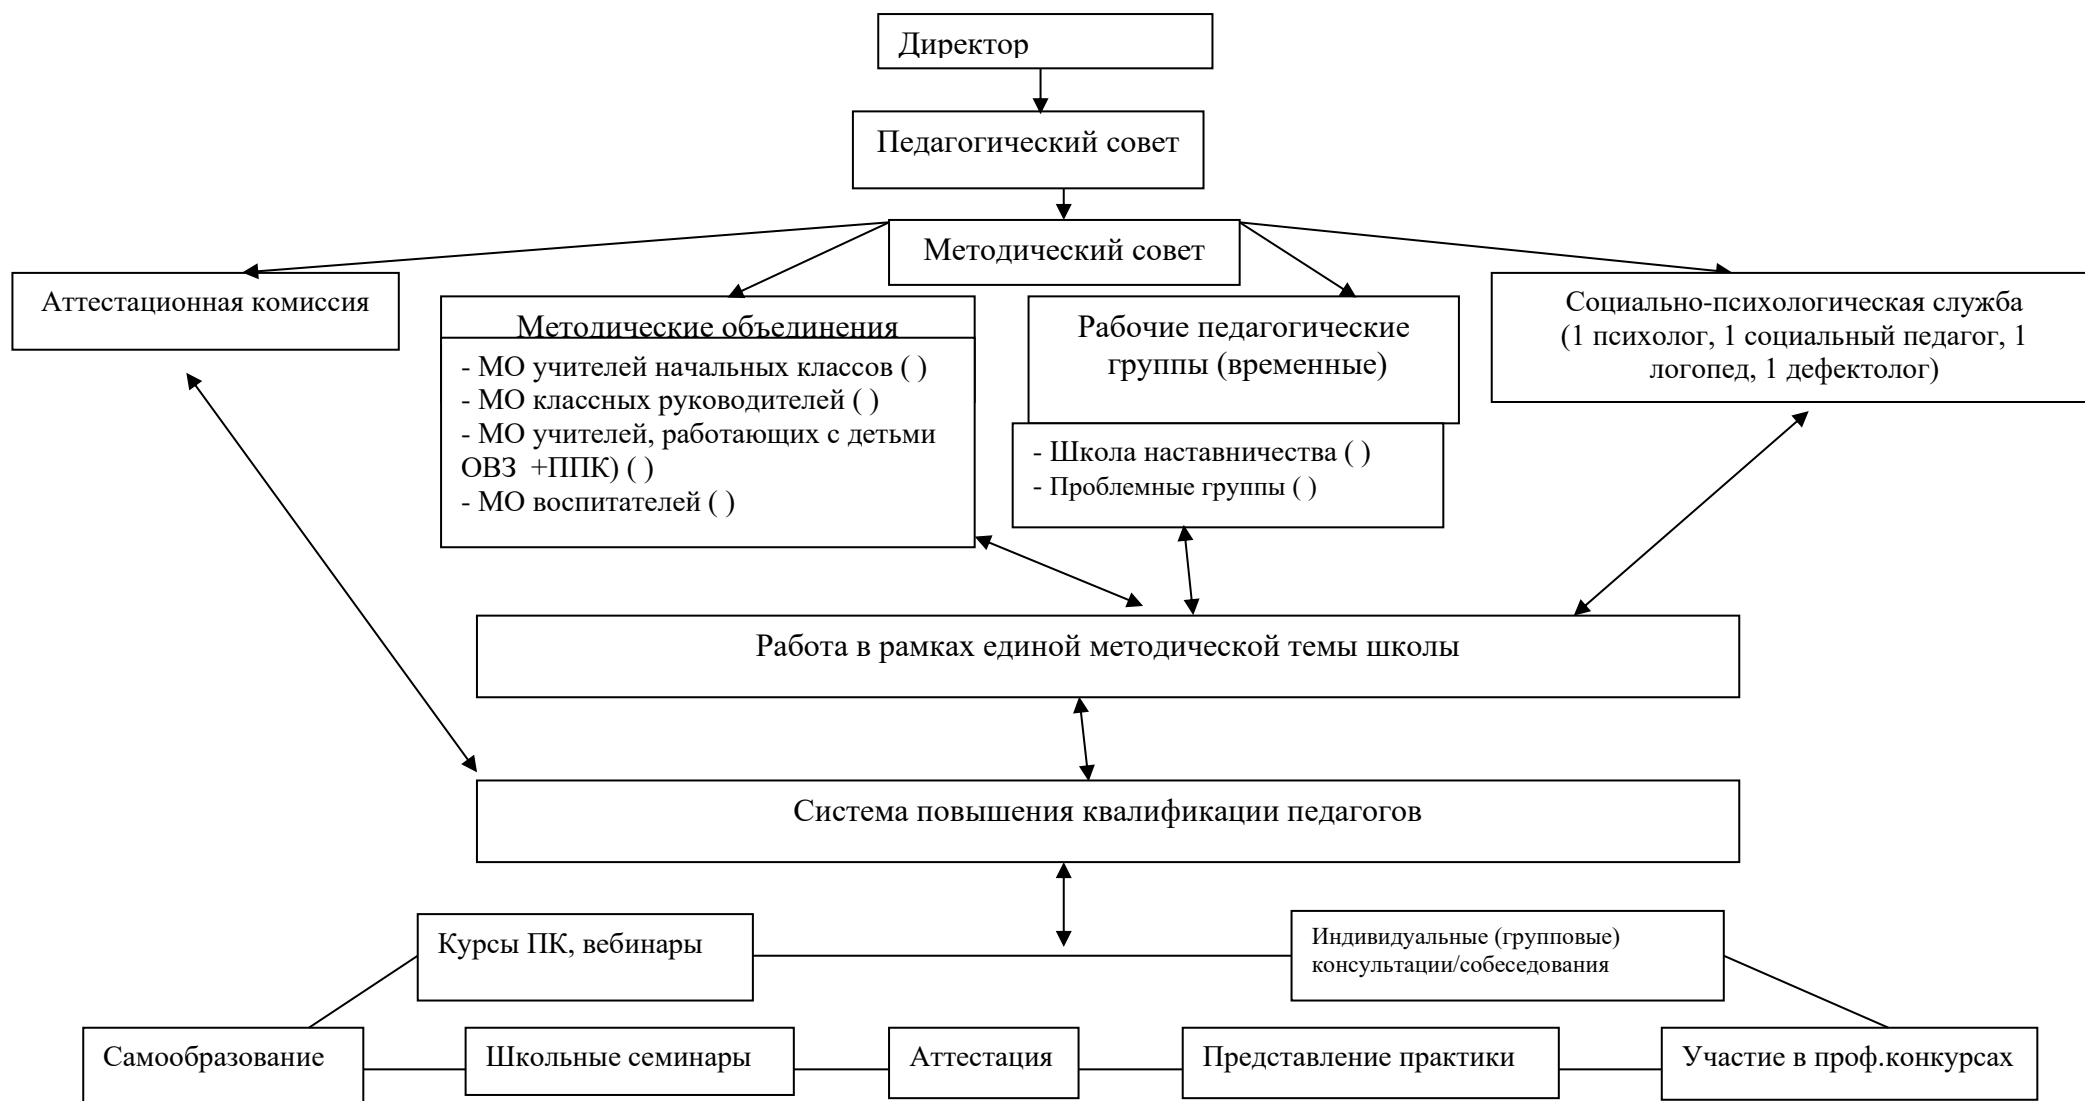 Директор
Педагогический совет
Методический совет
Аттестационная комиссия
Методические объединения
- МО учителей начальных классов ( )
- МО классных руководителей ( )
- МО учителей, работающих с детьми
ОВЗ +ППК) ( )
- МО воспитателей ( )
Рабочие педагогические
группы (временные)
- Школа наставничества ( )
- Проблемные группы ( )
Социально-психологическая служба
(1 психолог, 1 социальный педагог, 1
логопед, 1 дефектолог)
Работа в рамках единой методической темы школы
Система повышения квалификации педагогов
Курсы ПК, вебинары
Индивидуальные (групповые)
консультации/собеседования
Самообразование
Школьные семинары
Аттестация
Представление практики
Участие в проф.конкурсах